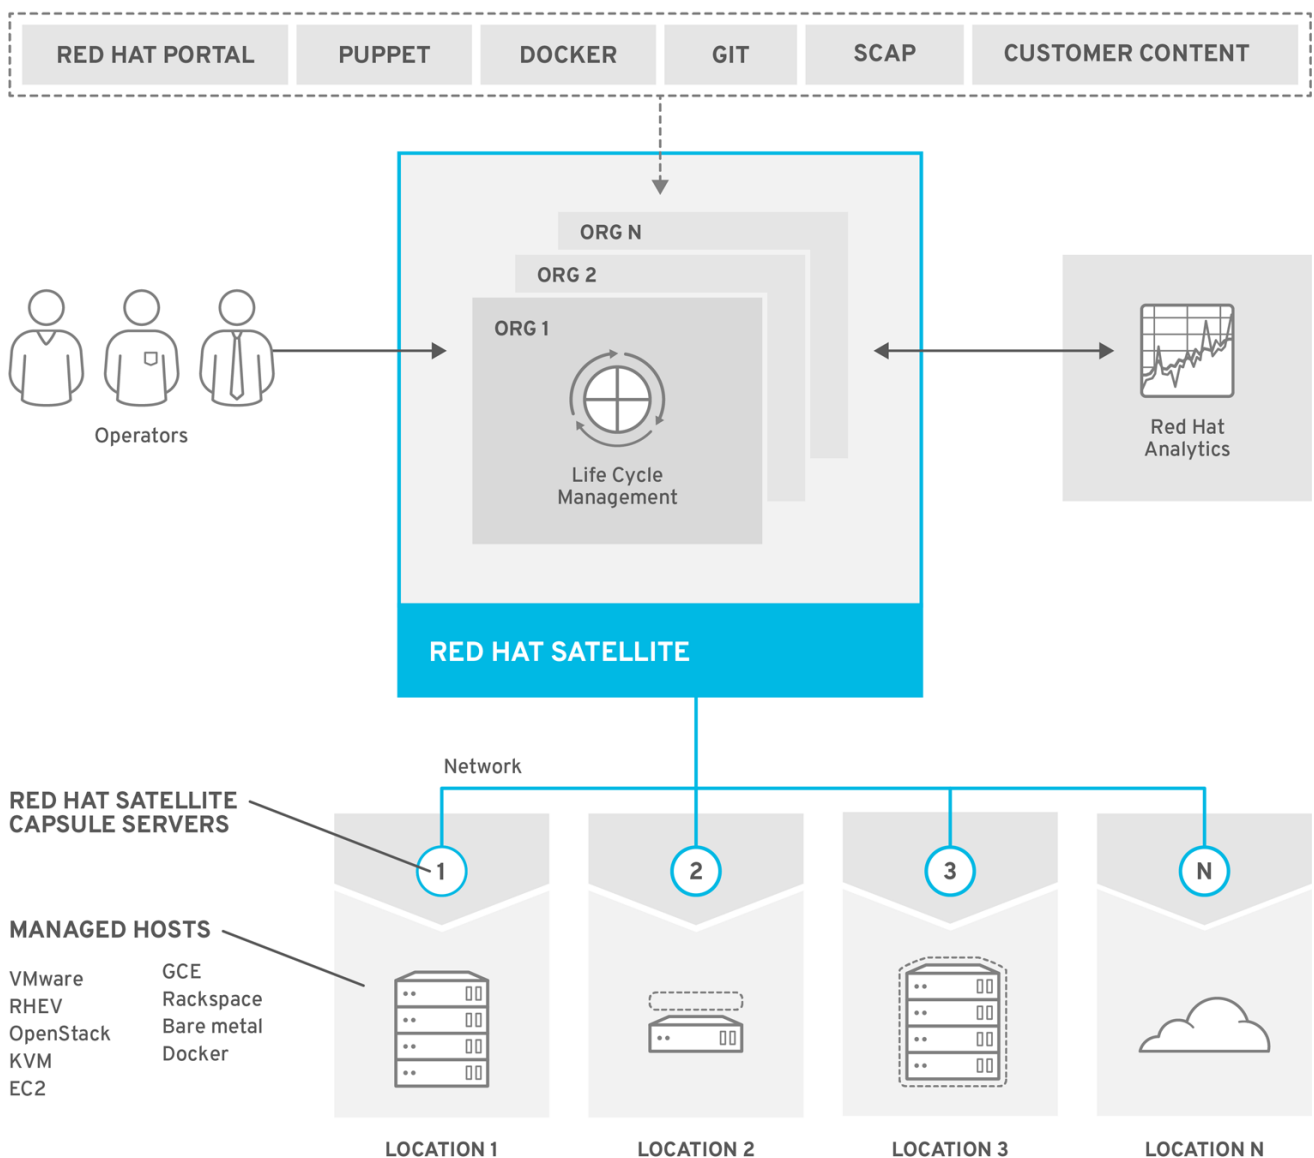 RED HAT PORTAL
PUPPET
DOCKER
GIT
SCAP
CUSTOMER CONTENT
ORG N
ORG 2
ORG 1
Life Cycle
Management
Operators
Red Hat
Analytics
RED HAT SATELLITE
Network
RED HAT SATELLITE
CAPSULE SERVERS
1
2
3
N
MANAGED HOSTS
VMware
RHEV
OpenStack
KVM
EC2
GCE
Rackspace
Bare metal
Docker
LOCATION 1
LOCATION 2
LOCATION 3
LOCATION N